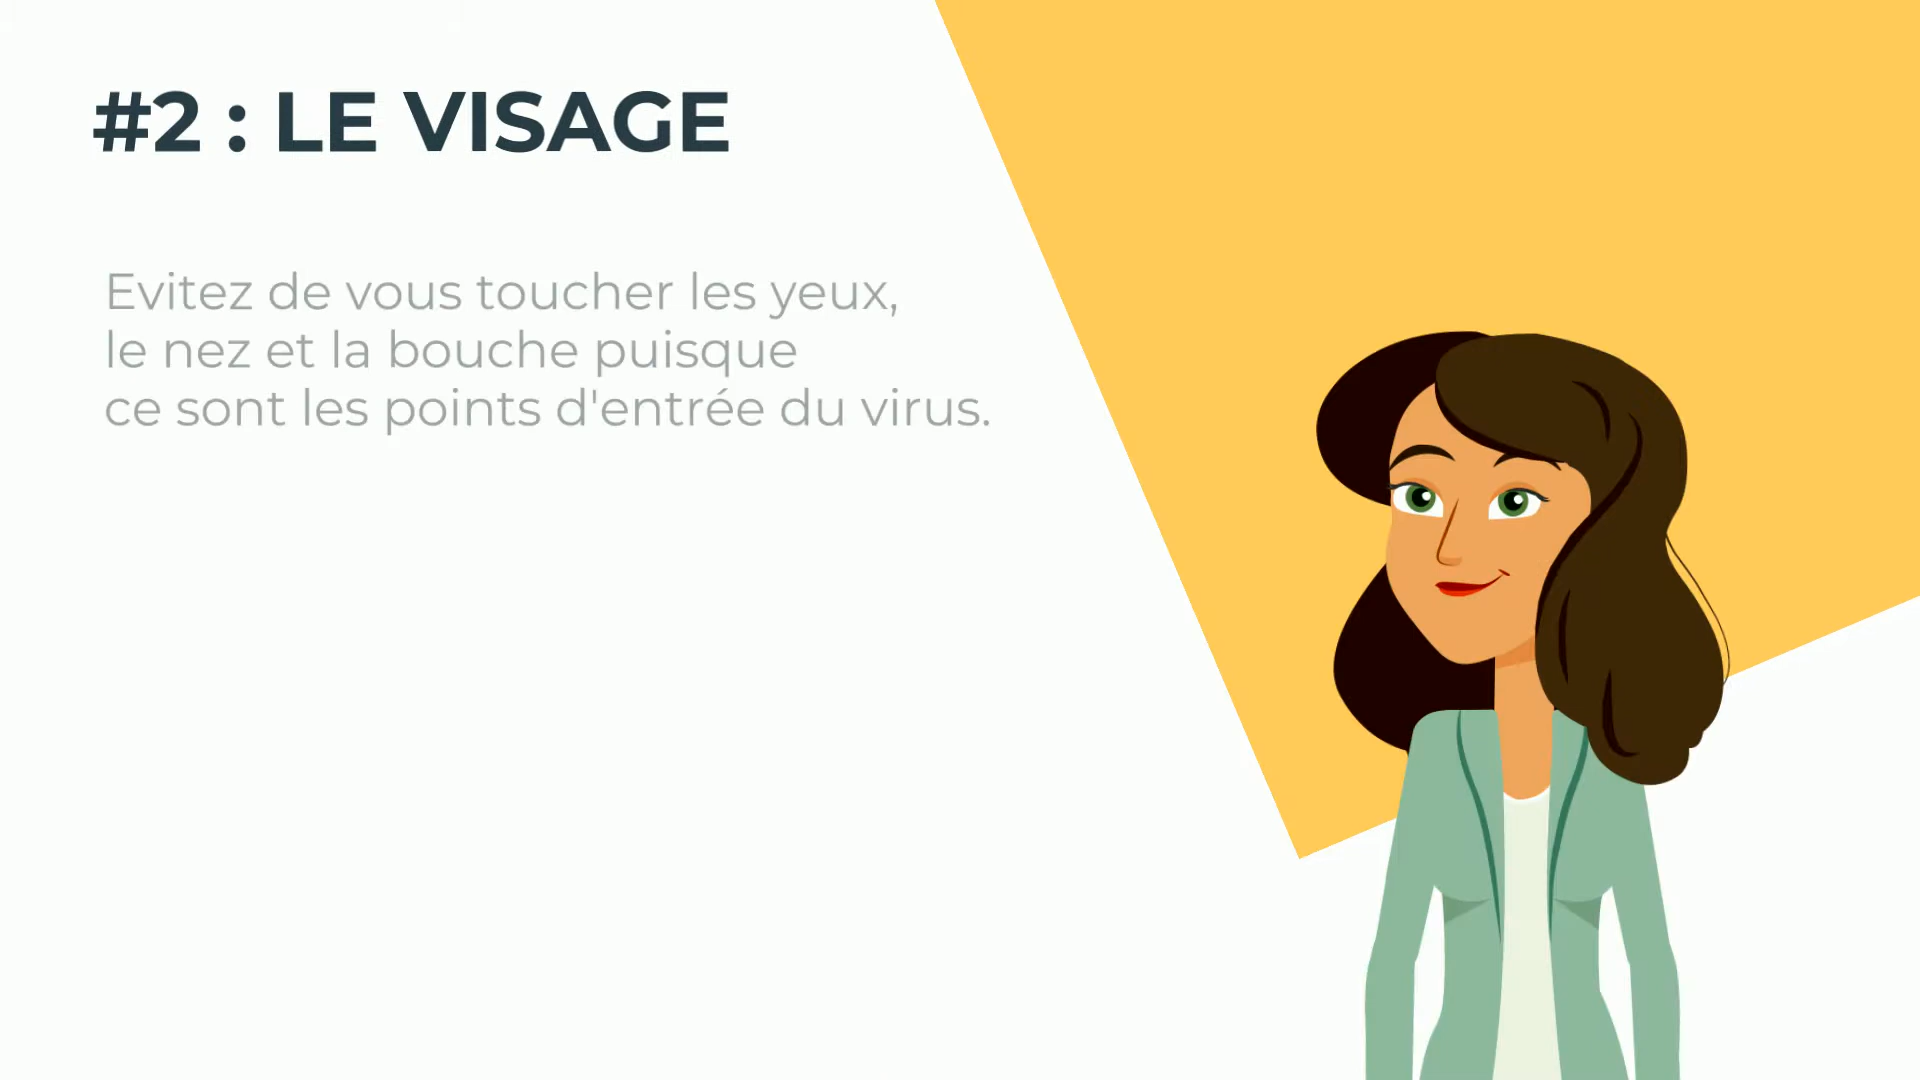 #2 : LE VISAGE
Evitez de vous toucher les yeux,
le nez et la bouche puisque
ce sont les points d'entrée du virus.